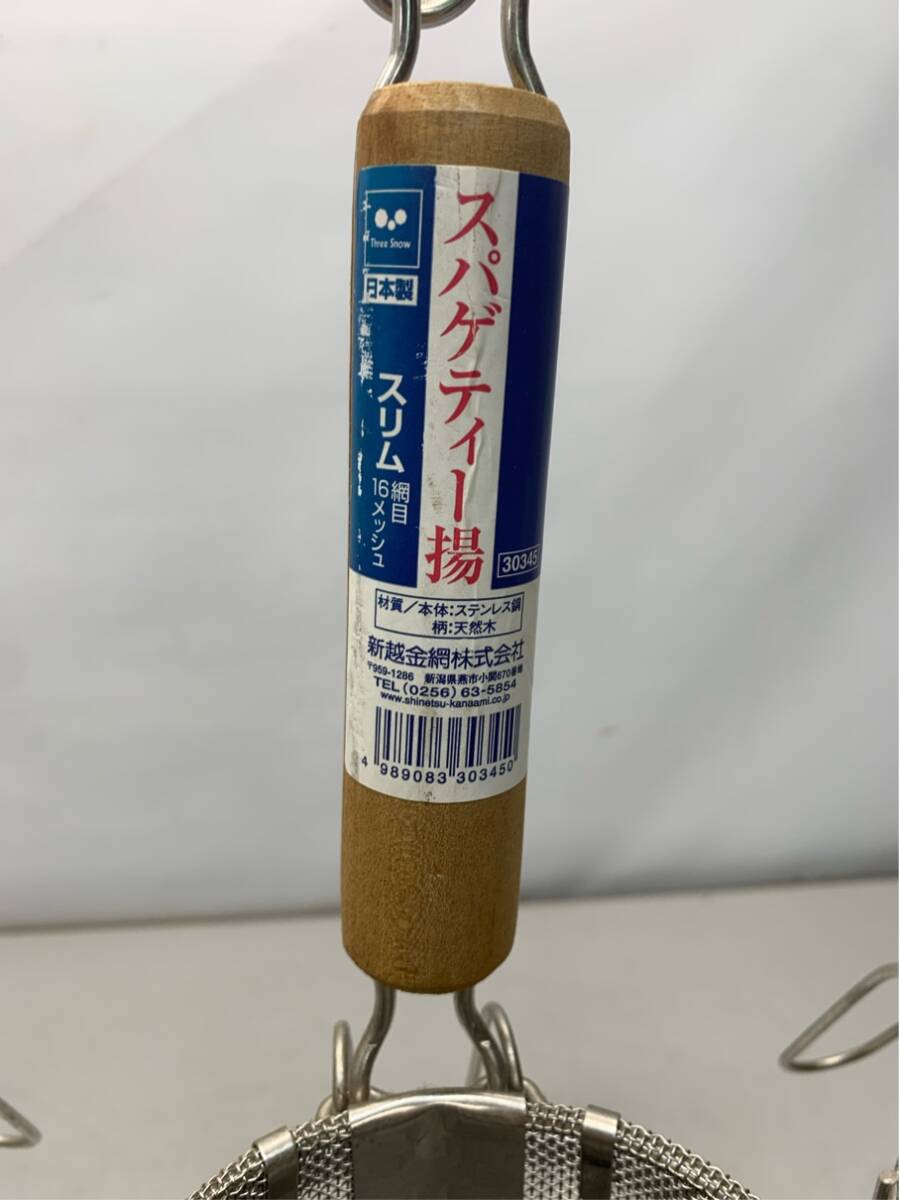 Three Snow
日本製
スパゲティー揚
スリム
網目
16メッシュ
30345
材質/本体:ステンレス鋼
柄:天然木
新越金網株式会社
〒959-1286 新潟県燕市小関670番地
TEL(0256)63-5854
www.shinetsu-kanaami.co.jp
4 989083 303450